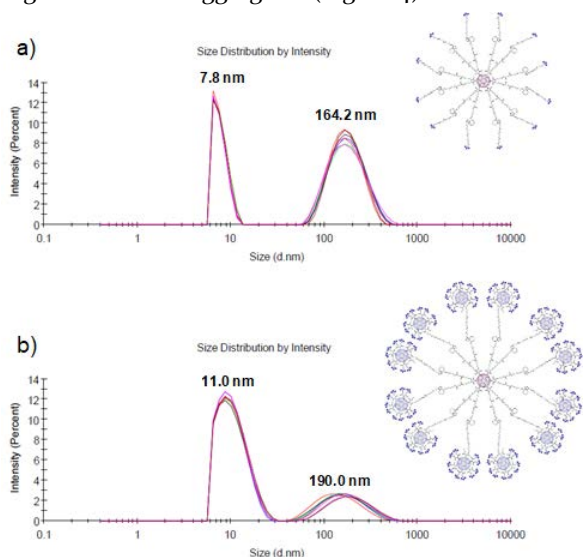 a)
Size Distribution by Intensity
7.8 nm
164.2 nm
Intensity (Percent)
14
12
10
8
6
4
2
0
0.1 1 10 100 1000 10000
Size (d.nm)
b)
Size Distribution by Intensity
11.0 nm
190.0 nm
Intensity (Percent)
14
12
10
8
6
4
2
0
0.1 1 10 100 1000 10000
Size (d.nm)